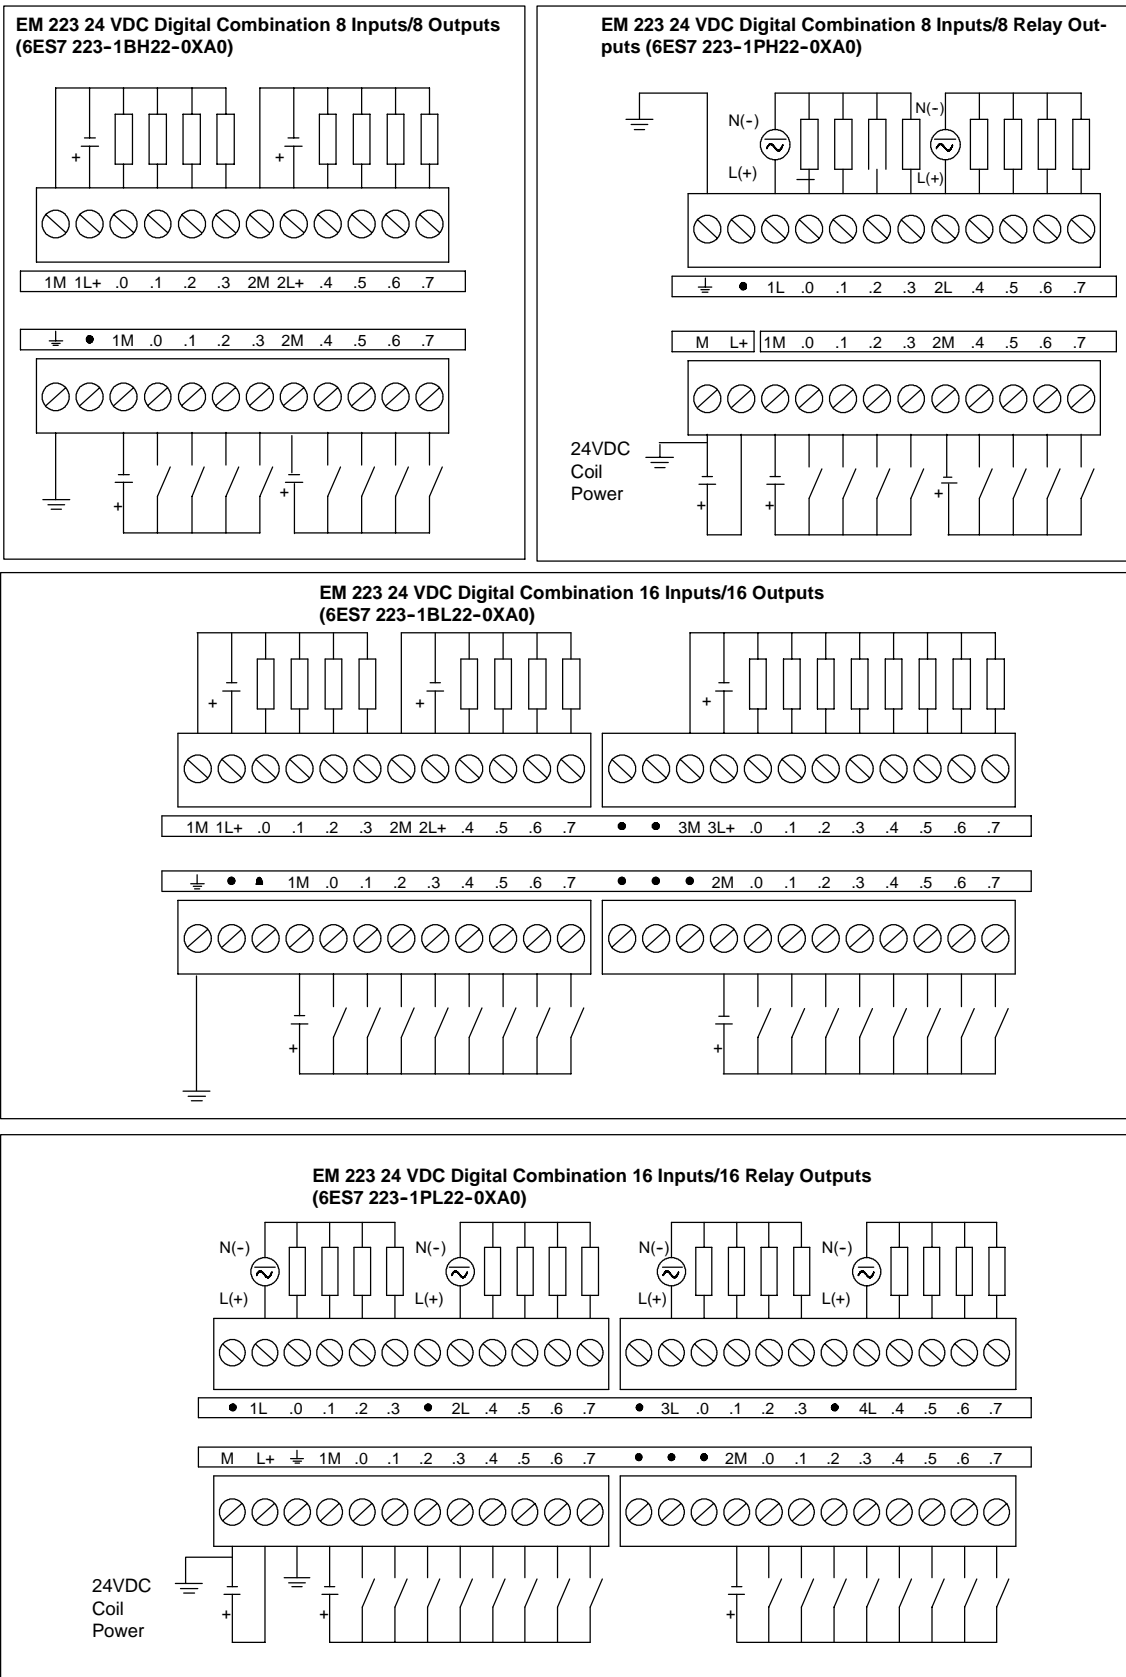 EM 223 24 VDC Digital Combination 8 Inputs/8 Outputs
(6ES7 223-1BH22-0XA0)
+ +
1M 1L+ .0 .1 .2 .3 2M 2L+ .4 .5 .6 .7
1M .0 .1 .2 .3 2M .4 .5 .6 .7
+ +
EM 223 24 VDC Digital Combination 8 Inputs/8 Relay Out-
puts (6ES7 223-1PH22-0XA0)
N(-) N(-)
L(+) L(+)
1L .0 .1 .2 .3 2L .4 .5 .6 .7
M L+ 1M .0 .1 .2 .3 2M .4 .5 .6 .7
24VDC
Coil
Power
+ + +
EM 223 24 VDC Digital Combination 16 Inputs/16 Outputs
(6ES7 223-1BL22-0XA0)
+ + +
1M 1L+ .0 .1 .2 .3 2M 2L+ .4 .5 .6 .7 3M 3L+ .0 .1 .2 .3 .4 .5 .6 .7
1M .0 .1 .2 .3 .4 .5 .6 .7 2M .0 .1 .2 .3 .4 .5 .6 .7
+ +
EM 223 24 VDC Digital Combination 16 Inputs/16 Relay Outputs
(6ES7 223-1PL22-0XA0)
N(-) N(-) N(-) N(-)
L(+) L(+) L(+) L(+)
1L .0 .1 .2 .3 2L .4 .5 .6 .7 3L .0 .1 .2 .3 4L .4 .5 .6 .7
M L+ 1M .0 .1 .2 .3 .4 .5 .6 .7 2M .0 .1 .2 .3 .4 .5 .6 .7
24VDC
Coil
Power
+ + +